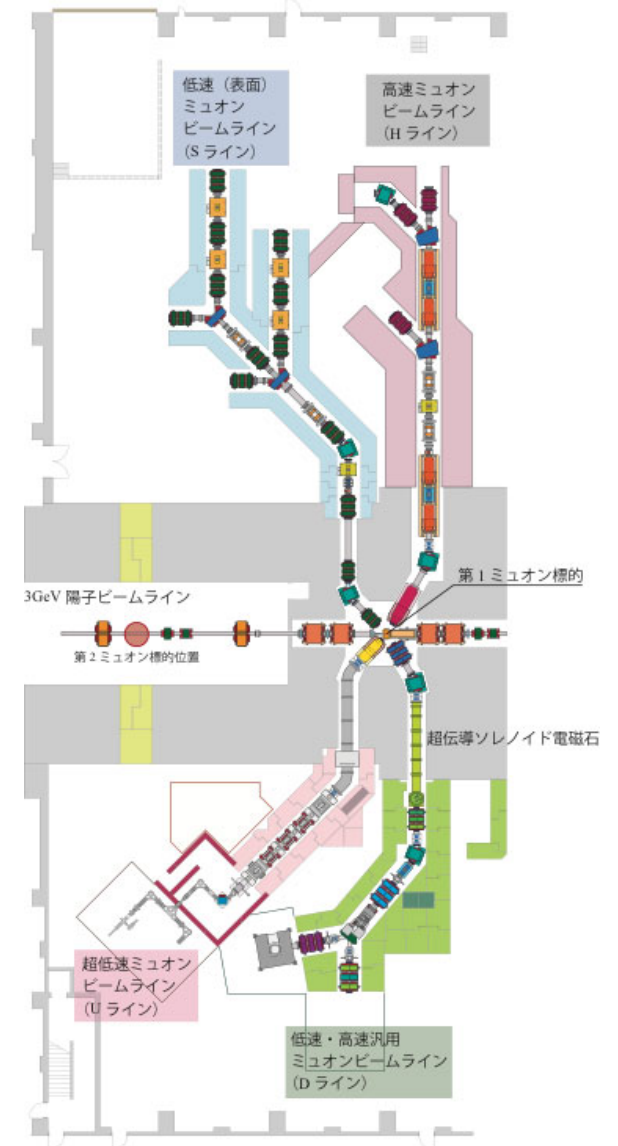 低速（表面）
ミュオン
ビームライン
（S ライン）
高速ミュオン
ビームライン
（H ライン）
第 1 ミュオン標的
3GeV 陽子ビームライン
第 2 ミュオン標的位置
超伝導ソレノイド電磁石
超低速ミュオン
ビームライン
（U ライン）
低速・高速汎用
ミュオンビームライン
（D ライン）